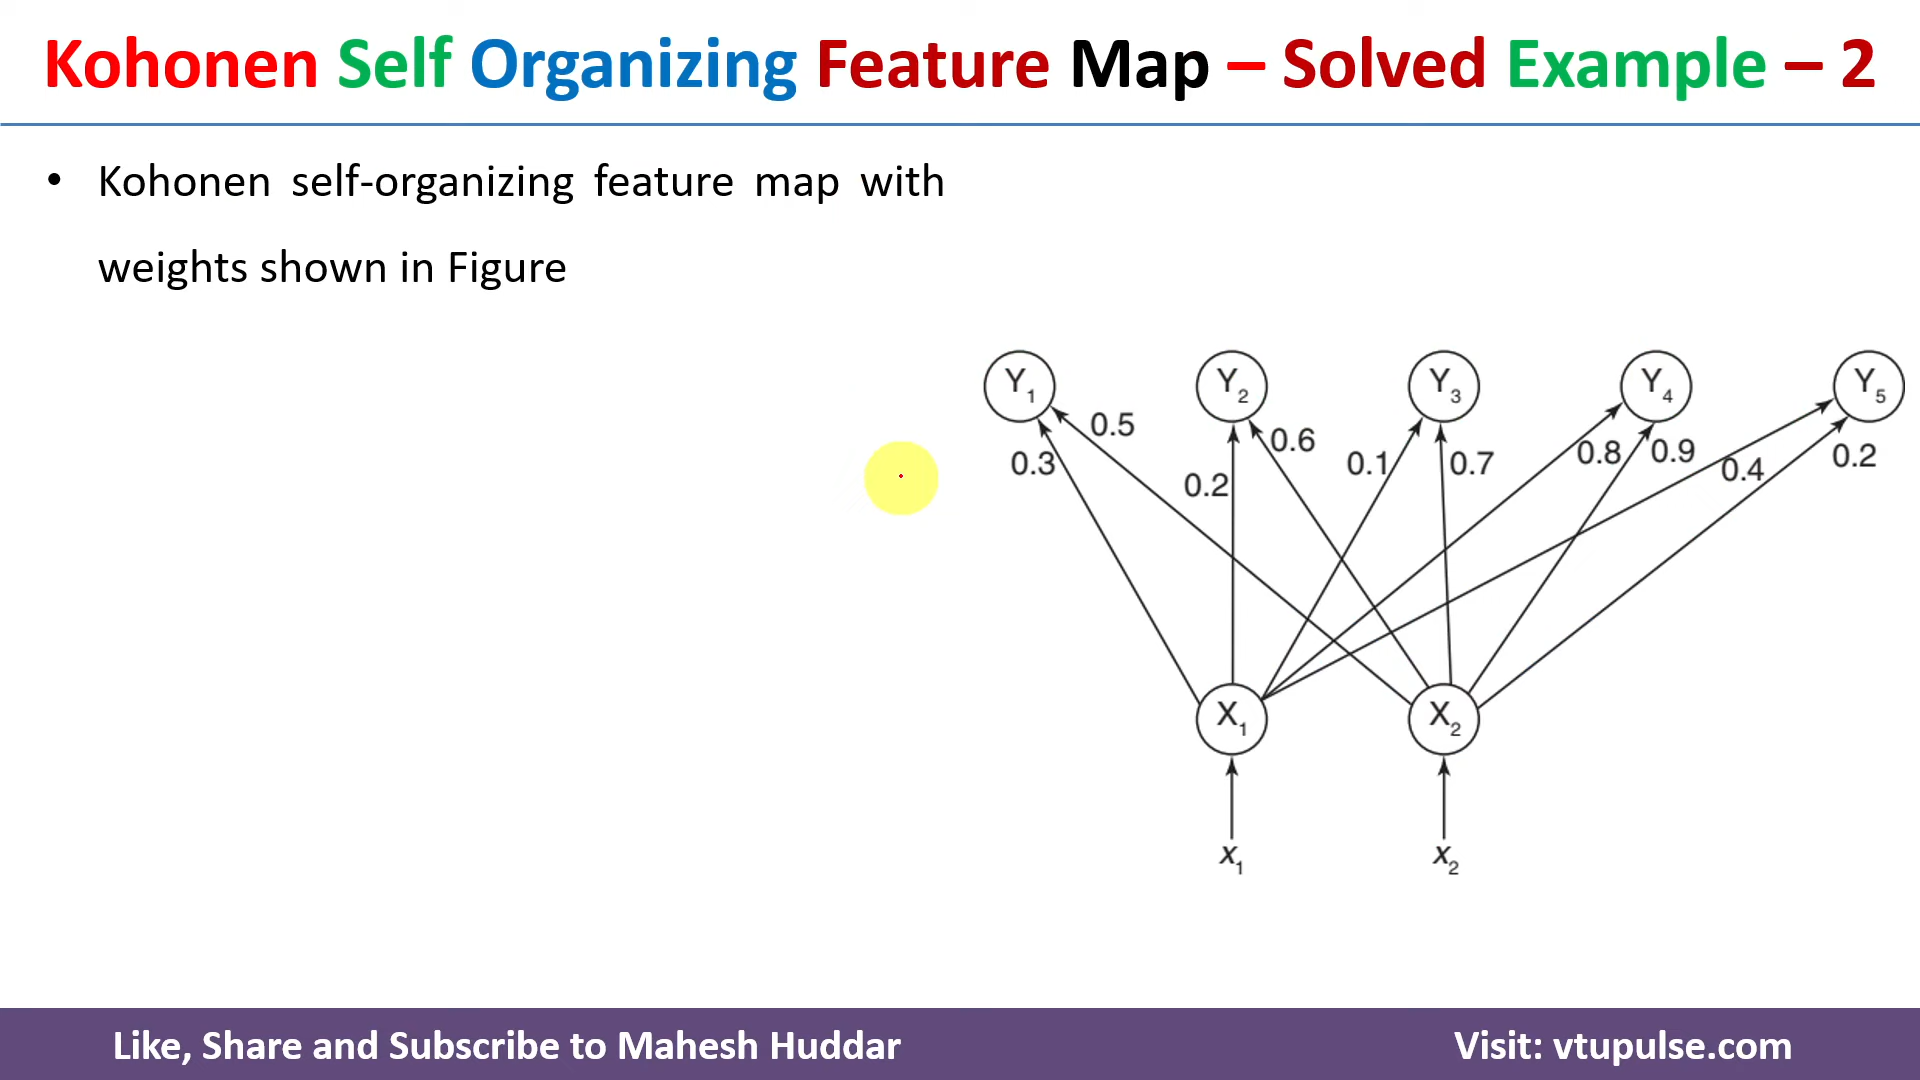 Kohonen Self Organizing Feature Map – Solved Example – 2
• Kohonen self-organizing feature map with
weights shown in Figure
Y1 Y2 Y3 Y4 Y5
0.5
0.3
0.2
0.6
0.1
0.7
0.8
0.9
0.4
0.2
X1 X2
x1 x2
Like, Share and Subscribe to Mahesh Huddar
Visit: vtupulse.com